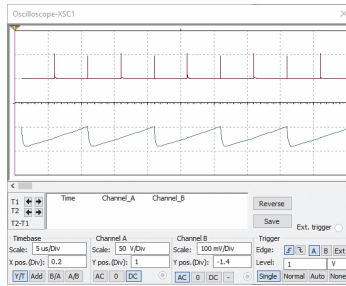 Oscilloscope-XSC1
T1
T2
T2-T1
Time Channel_A Channel_B
Reverse
Save
Ext. trigger
Timebase
Scale: 5 us/Div
X pos.(Div): 0.2
Y/T Add B/A A/B
Channel A
Scale: 50 V/Div
Y pos.(Div): 1
AC 0 DC
Channel B
Scale: 100 mV/Div
Y pos.(Div): -1.4
AC 0 DC -
Trigger
Edge: A B Ext
Level: 1 V
Single Normal Auto None